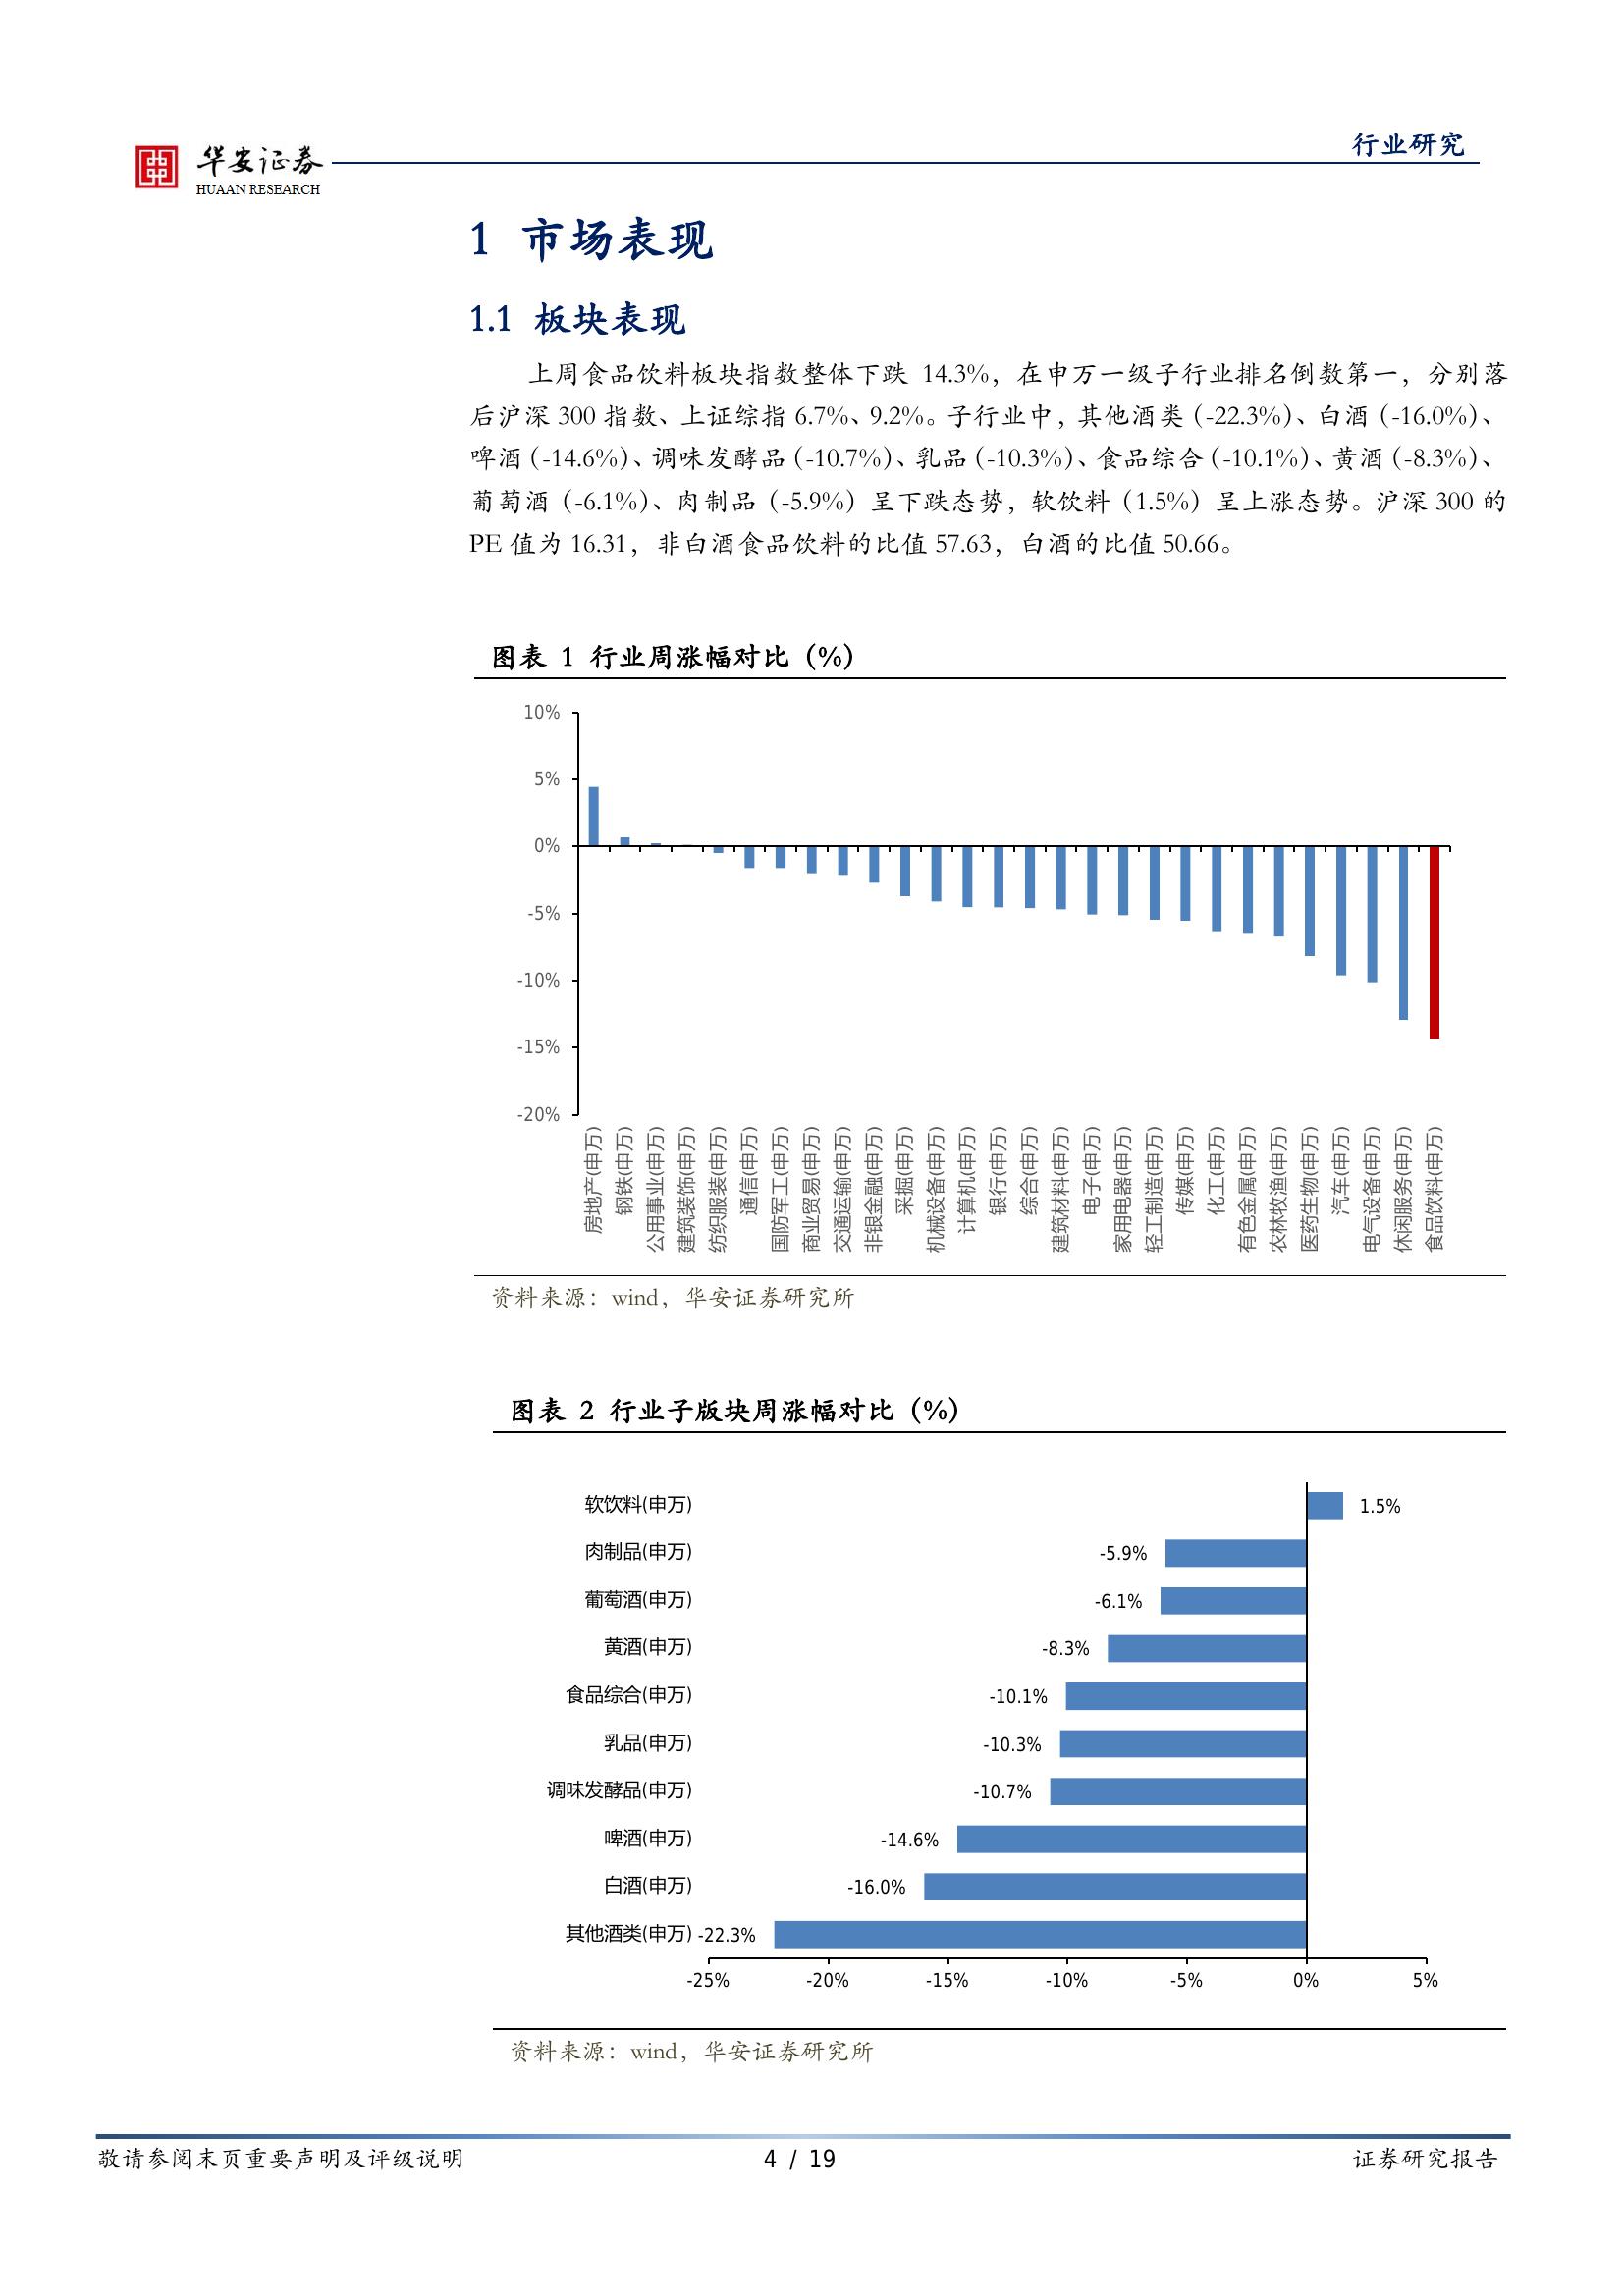 华安证券
HUAAN RESEARCH
行业研究
1 市场表现
1.1 板块表现
上周食品饮料板块指数整体下跌 14.3%，在申万一级子行业排名倒数第一，分别落
后沪深 300 指数、上证综指 6.7%、9.2%。子行业中，其他酒类（-22.3%）、白酒（-16.0%）、
啤酒（-14.6%）、调味发酵品（-10.7%）、乳品（-10.3%）、食品综合（-10.1%）、黄酒（-8.3%）、
葡萄酒（-6.1%）、肉制品（-5.9%）呈下跌态势，软饮料（1.5%）呈上涨态势。沪深 300 的
PE 值为 16.31，非白酒食品饮料的比值 57.63，白酒的比值 50.66。
图表 1 行业周涨幅对比（%）
10%
5%
0%
-5%
-10%
-15%
-20%
房地产(申万)
钢铁(申万)
公用事业(申万)
建筑装饰(申万)
纺织服装(申万)
通信(申万)
国防军工(申万)
商业贸易(申万)
交通运输(申万)
非银金融(申万)
采掘(申万)
机械设备(申万)
计算机(申万)
银行(申万)
综合(申万)
建筑材料(申万)
电子(申万)
家用电器(申万)
轻工制造(申万)
传媒(申万)
化工(申万)
有色金属(申万)
农林牧渔(申万)
医药生物(申万)
汽车(申万)
电气设备(申万)
休闲服务(申万)
食品饮料(申万)
资料来源：wind，华安证券研究所
图表 2 行业子版块周涨幅对比（%）
软饮料(申万) 1.5%
肉制品(申万) -5.9%
葡萄酒(申万) -6.1%
黄酒(申万) -8.3%
食品综合(申万) -10.1%
乳品(申万) -10.3%
调味发酵品(申万) -10.7%
啤酒(申万) -14.6%
白酒(申万) -16.0%
其他酒类(申万) -22.3%
-25% -20% -15% -10% -5% 0% 5%
资料来源：wind，华安证券研究所
敬请参阅末页重要声明及评级说明 4 / 19 证券研究报告